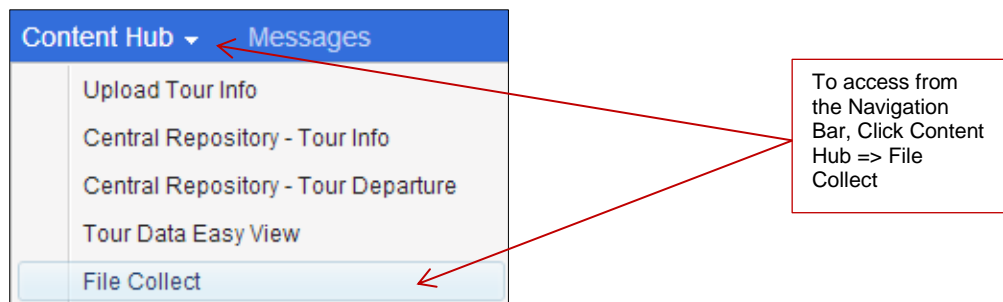 Content Hub Messages
Upload Tour Info
Central Repository - Tour Info
Central Repository - Tour Departure
Tour Data Easy View
File Collect
To access from
the Navigation
Bar, Click Content
Hub => File
Collect